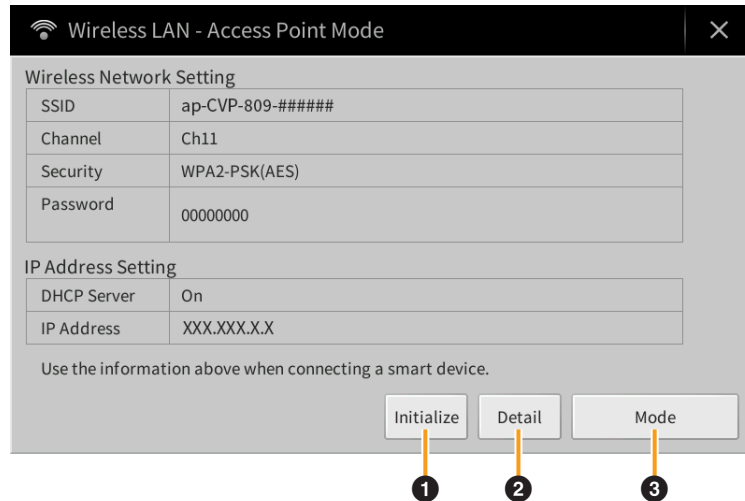 Wireless LAN - Access Point Mode
Wireless Network Setting
SSID ap-CVP-809-######
Channel Ch11
Security WPA2-PSK(AES)
Password 00000000
IP Address Setting
DHCP Server On
IP Address XXX.XXX.X.X
Use the information above when connecting a smart device.
Initialize Detail Mode
1 2 3